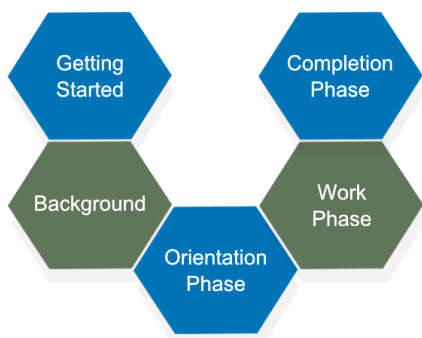 Getting
Started
Background
Orientation
Phase
Work
Phase
Completion
Phase